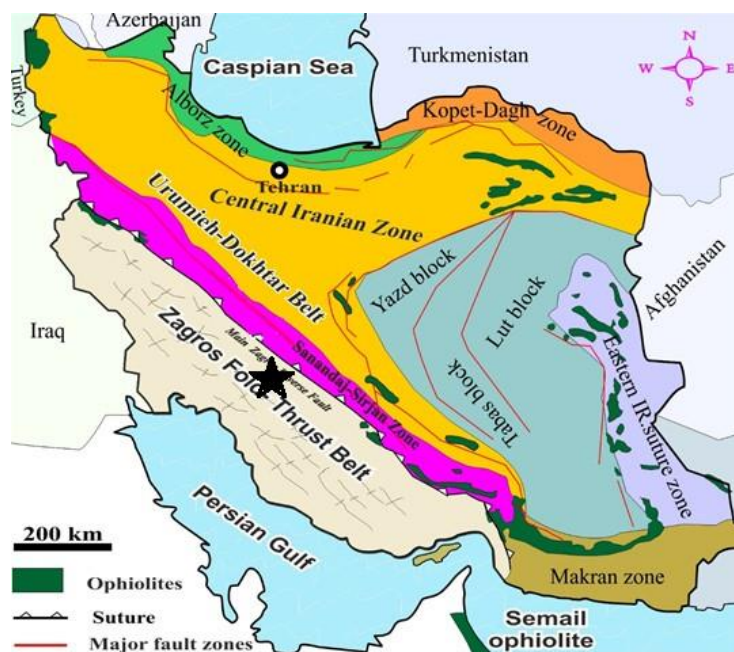 Azerbaijan
Turkmenistan
Caspian Sea
N
W E
S
Turkey
Alborz zone
Kopet-Dagh zone
Tehran
Central Iranian Zone
Urumieh-Dokhtar Belt
Yazd block
Lut block
Afghanistan
Iraq
Sanandaj-Sirjan Zone
Tabas block
Eastern IR.suture zone
Main Zagros Reverse Fault
Zagros Fold Thrust Belt
Persian Gulf
200 km
Makran zone
Ophiolites
Suture
Semail
ophiolite
Major fault zones